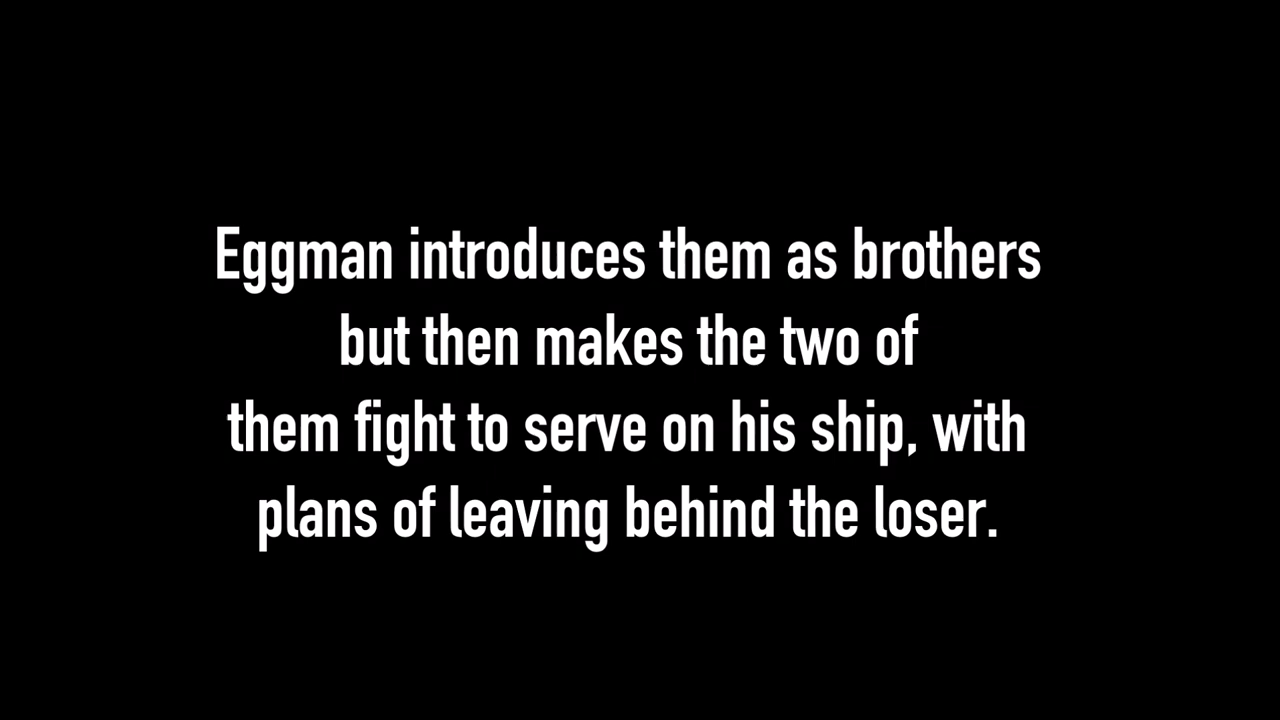 Eggman introduces them as brothers
but then makes the two of
them fight to serve on his ship, with
plans of leaving behind the loser.